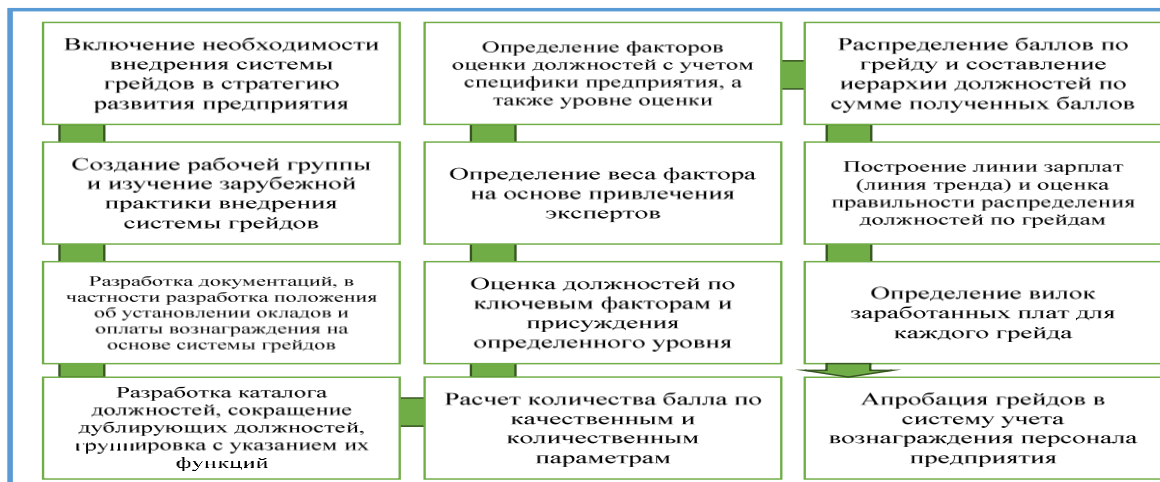 Включение необходимости
внедрения системы
грейдов в стратегию
развития предприятия
Создание рабочей группы
и изучение зарубежной
практики внедрения
системы грейдов
Разработка документаций, в
частности разработка положения
об установлении окладов и
оплаты вознаграждения на
основе системы грейдов
Разработка каталога
должностей, сокращение
дублирующих должностей,
группировка с указанием их
функций
Определение факторов
оценки должностей с учетом
специфики предприятия, а
также уровне оценки
Определение веса фактора
на основе привлечения
экспертов
Оценка должностей по
ключевым факторам и
присуждения
определенного уровня
Расчет количества балла по
качественным и
количественным
параметрам
Распределение баллов по
грейду и составление
иерархии должностей по
сумме полученных баллов
Построение линии зарплат
(линия тренда) и оценка
правильности распределения
должностей по грейдам
Определение вилок
заработанных плат для
каждого грейда
Апробация грейдов в
систему учета
вознаграждения персонала
предприятия